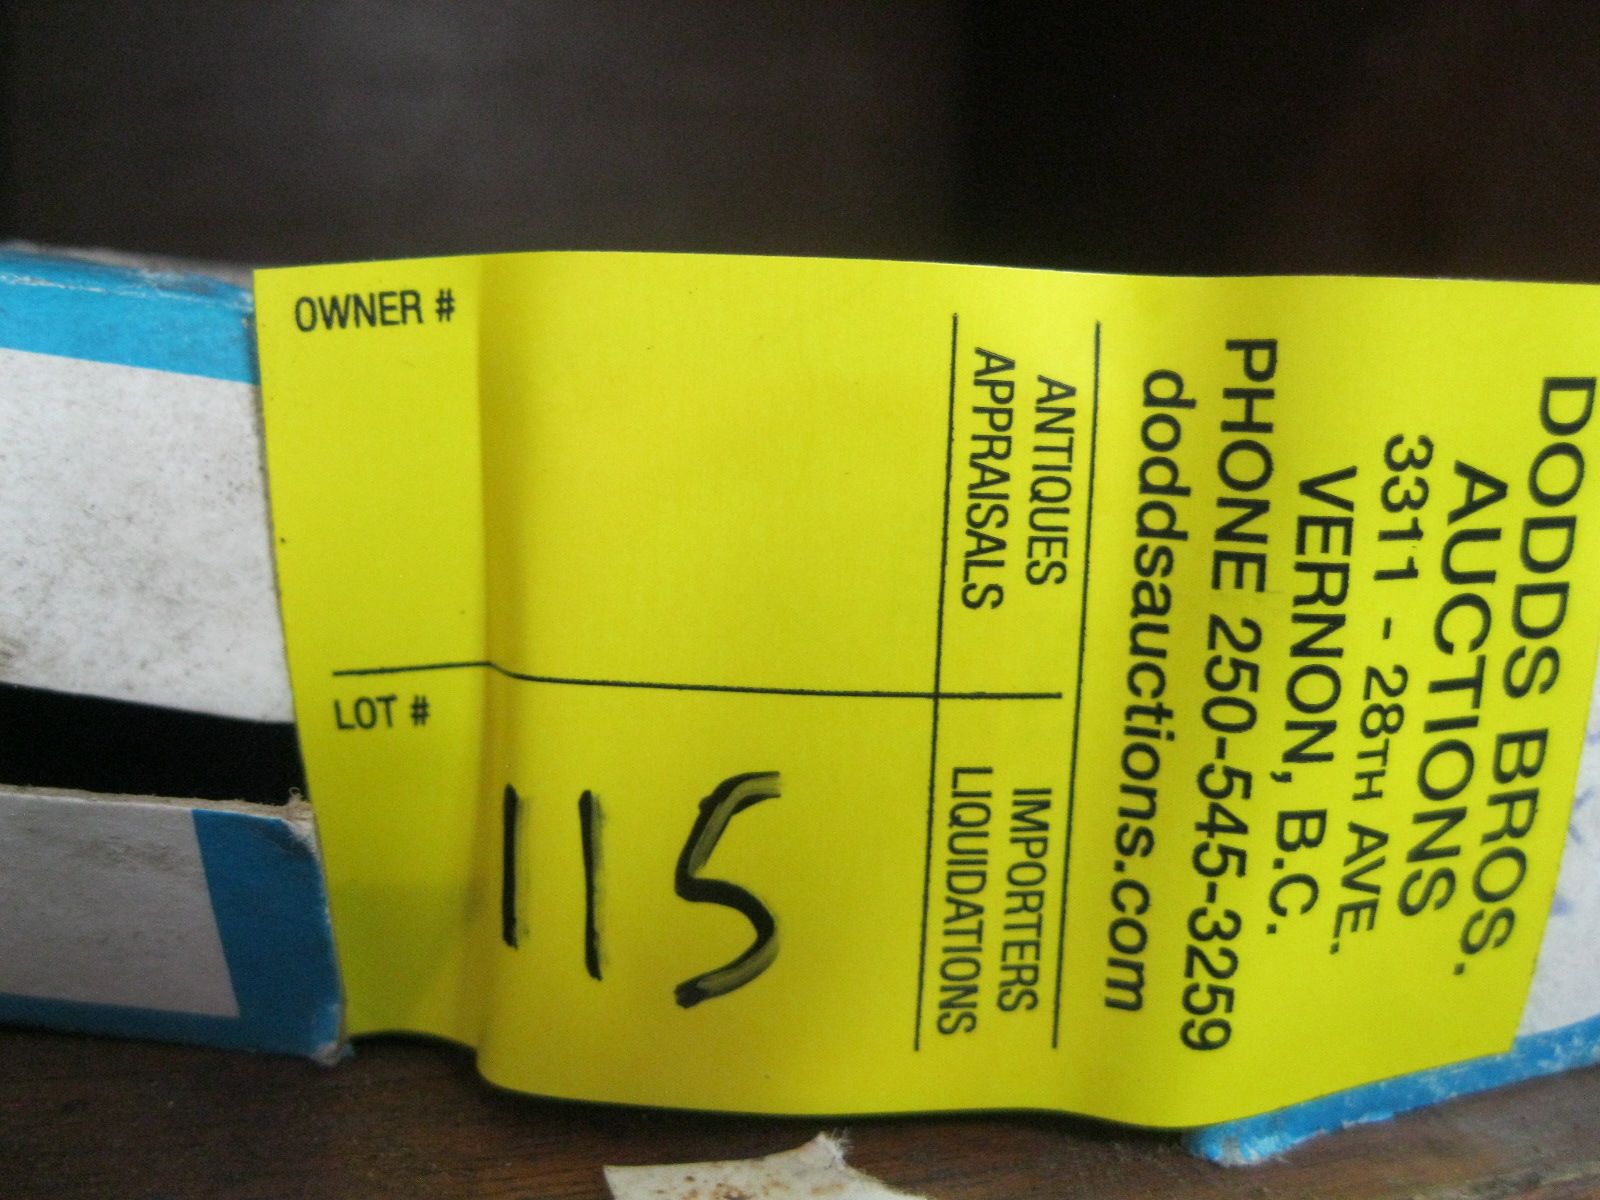 DODDS BROS.
AUCTIONS
3311 - 28TH AVE.
VERNON, B.C.
PHONE 250-545-3259
doddsauctions.com
ANTIQUES
APPRAISALS
IMPORTERS
LIQUIDATIONS
OWNER #
LOT #
115